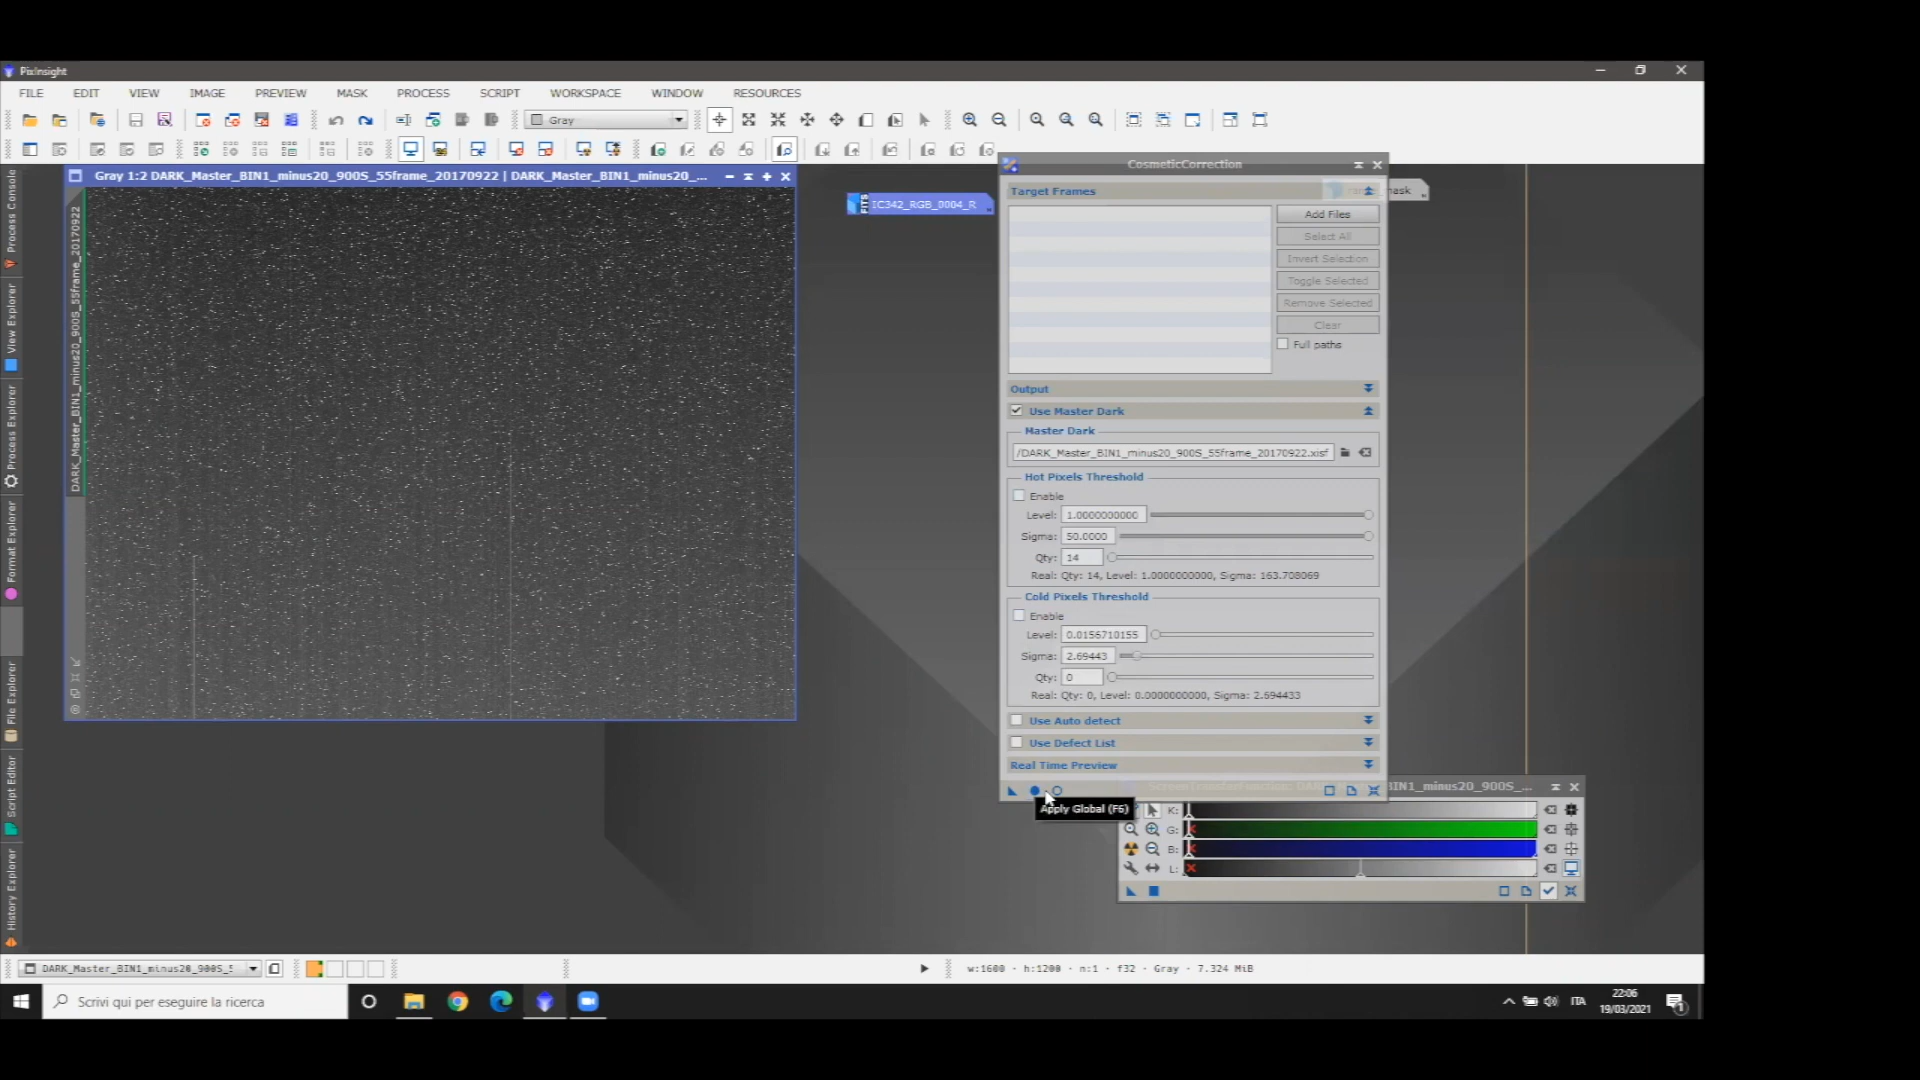 PixInsight
FILE EDIT VIEW IMAGE PREVIEW MASK PROCESS SCRIPT WORKSPACE WINDOW RESOURCES
Gray
Process Console
View Explorer
Process Explorer
Format Explorer
File Explorer
Script Editor
History Explorer
Gray 1:2 DARK_Master_BIN1_minus20_900S_55frame_20170922 | DARK_Master_BIN1_minus20_...
DARK_Master_BIN1_minus20_900S_55frame_20170922
FITS
IC342_RGB_0004_R
CosmeticCorrection
Target Frames
Add Files
Select All
Invert Selection
Toggle Selected
Remove Selected
Clear
Full paths
Output
Use Master Dark
Master Dark
/DARK_Master_BIN1_minus20_900S_55frame_20170922.xisf
Hot Pixels Threshold
Enable
Level: 1.0000000000
Sigma: 50.0000
Qty: 14
Real: Qty: 14, Level: 1.0000000000, Sigma: 163.708069
Cold Pixels Threshold
Enable
Level: 0.0156710155
Sigma: 2.69443
Qty: 0
Real: Qty: 0, Level: 0.0000000000, Sigma: 2.694433
Use Auto detect
Use Defect List
Real Time Preview
Apply Global (F6)
BIN1_minus20_900S_...
K:
G:
B:
L:
DARK_Master_BIN1_minus20_900S_5
w:1600 · h:1200 · n:1 · f32 · Gray · 7.324 MiB
Scrivi qui per eseguire la ricerca
ITA
22:06
19/03/2021
1